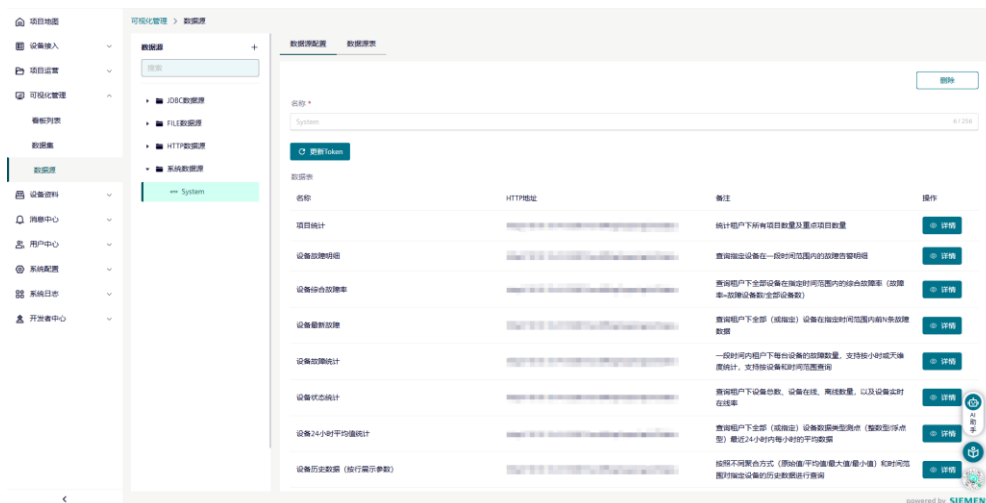 项目地图
设备接入
项目运营
可视化管理
看板列表
数据集
数据源
设备资料
消息中心
用户中心
系统配置
系统日志
开发者中心
可视化管理 > 数据源
数据源 +
搜索
JDBC数据源
FILE数据源
HTTP数据源
系统数据源
System
数据源配置 数据源表
删除
名称 *
System 6 / 256
更新Token
数据表
名称 HTTP地址 备注 操作
项目统计 统计租户下所有项目数量及重点项目数量 详情
设备故障明细 查询指定设备在一段时间范围内的故障告警明细 详情
设备综合故障率 查询租户下全部设备在指定时间范围内的综合故障率（故障
率=故障设备数/全部设备数） 详情
设备最新故障 查询租户下全部（或指定）设备在指定时间范围内前N条故障
数据 详情
设备故障统计 一段时间内租户下每台设备的故障数量，支持按小时或天维
度统计，支持按设备和时间范围查询 详情
设备状态统计 查询租户下设备总数、设备在线、离线数量，以及设备实时
在线率 详情
设备24小时平均值统计 查询租户下全部（或指定）设备数据类型测点（整数型/浮点
型）最近24小时内每小时的平均数据 详情
设备历史数据（按行展示参数） 按照不同聚合方式（原始值/平均值/最大值/最小值）和时间范
围对指定设备的历史数据进行查询 详情
AI
助
手
powered by SIEMEN